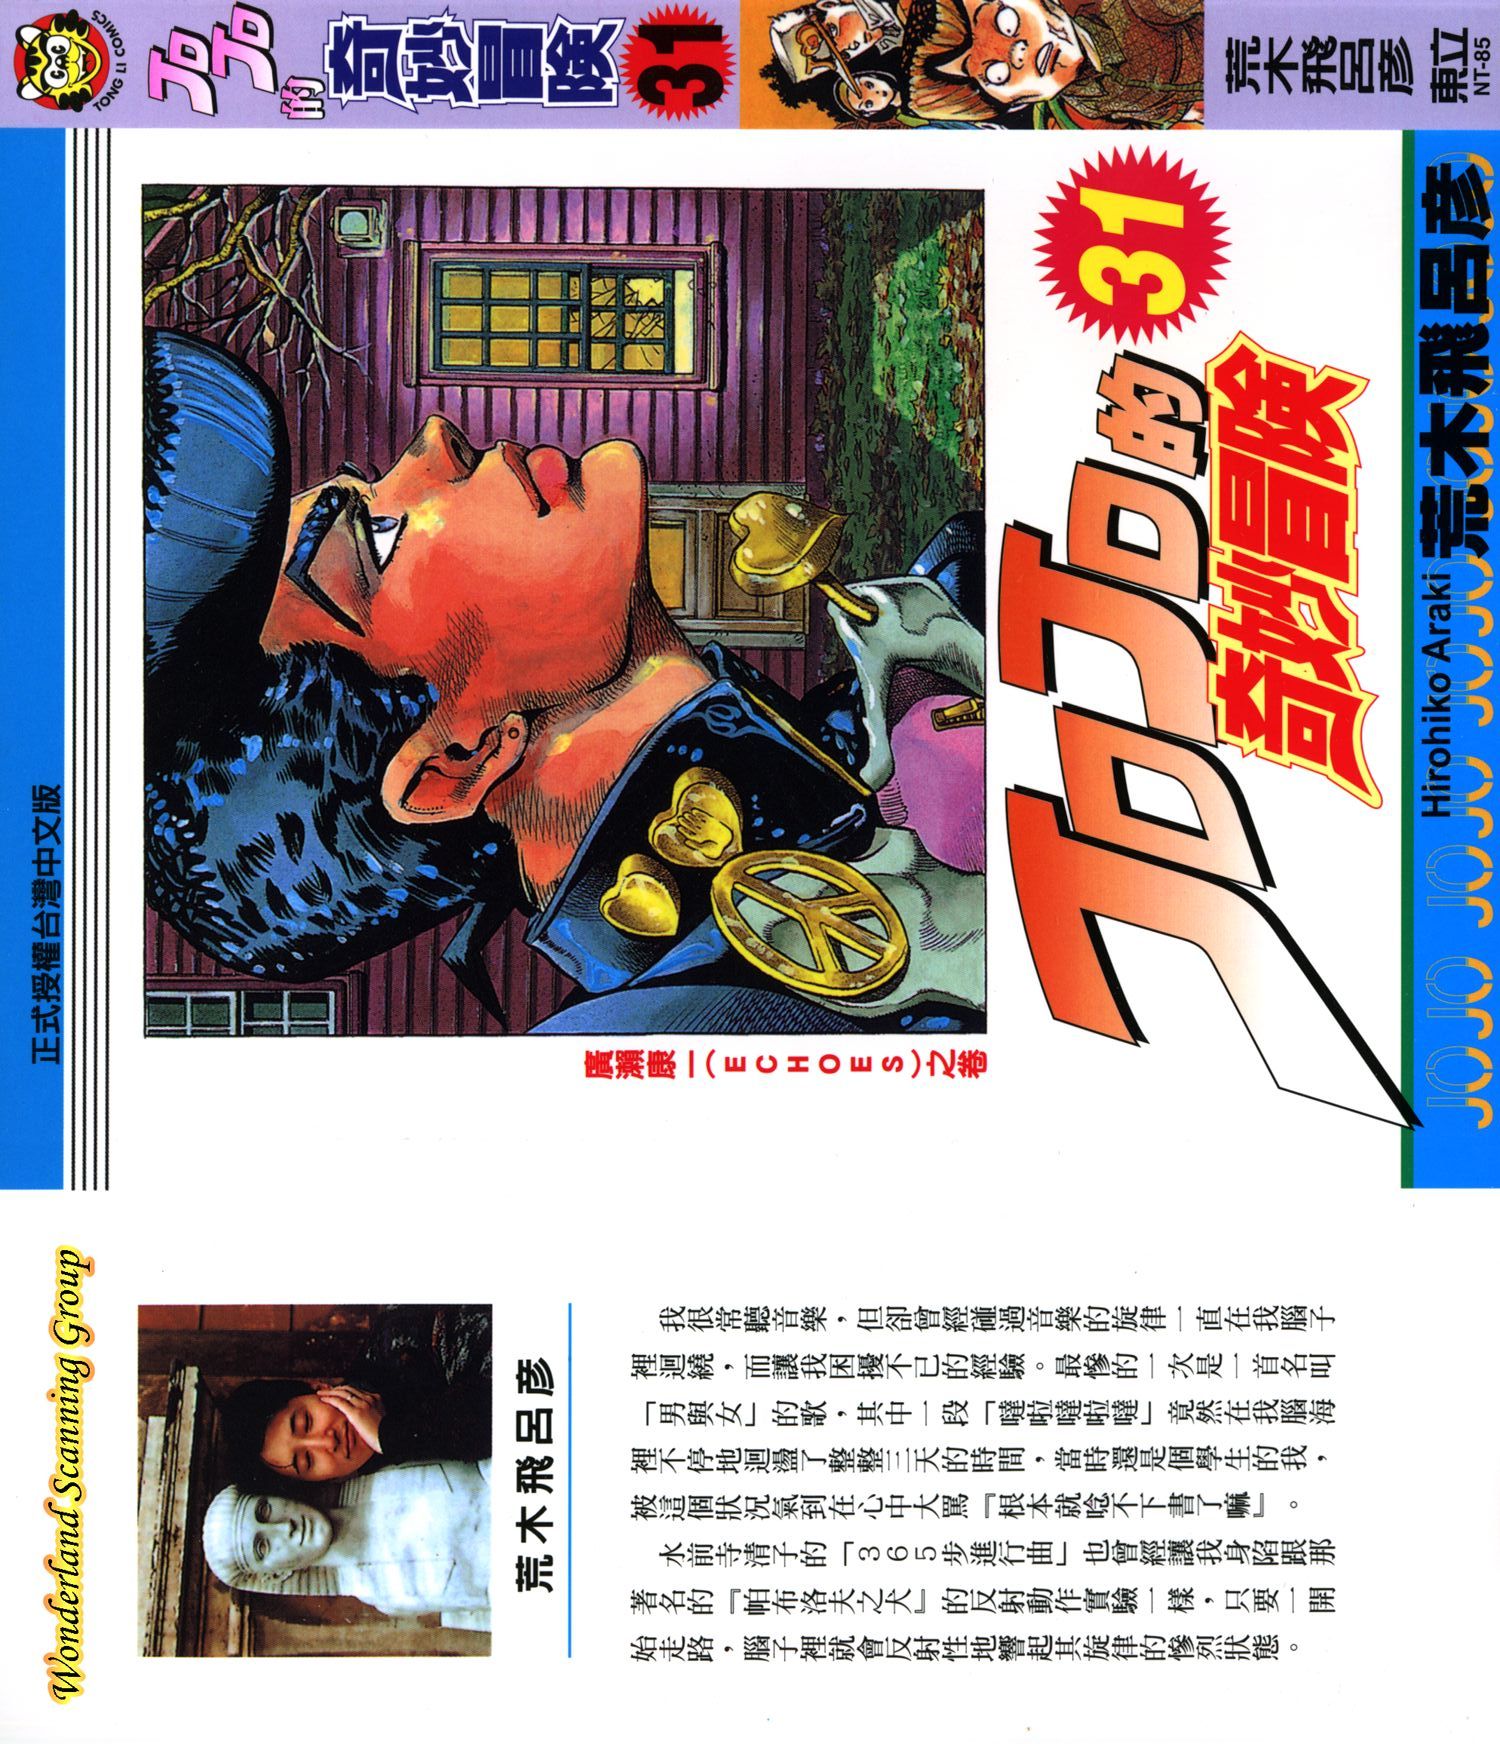 TONG LI COMICS
JOJO的
奇妙冒險
31
荒木飛呂彦
東立
NT-85
31
JOJO的
奇妙冒險
荒木飛呂彦
Hirohiko Araki
JOJO JOJO JOJO JOJO JOJO
廣瀨康一(ECHOES)之卷
正式授權台灣中文版
Wonderland Scanning Group
荒木飛呂彦
我很常聽音樂,但卻曾經碰過音樂的旋律一直在我腦子
裡迴繞,而讓我困擾不已的經驗。最慘的一次是一首名叫
「男與女」的歌,其中一段「噠啦噠啦噠」竟然在我腦海
裡不停地迴盪了整整三天的時間,當時還是個學生的我,
被這個狀況氣到在心中大罵『根本就唸不下書了嘛』。
水前寺清子的「365步進行曲」也曾經讓我身陷跟那
著名的『帕布洛夫之犬』的反射動作實驗一樣,只要一開
始走路,腦子裡就會反射性地響起其旋律的慘烈狀態。